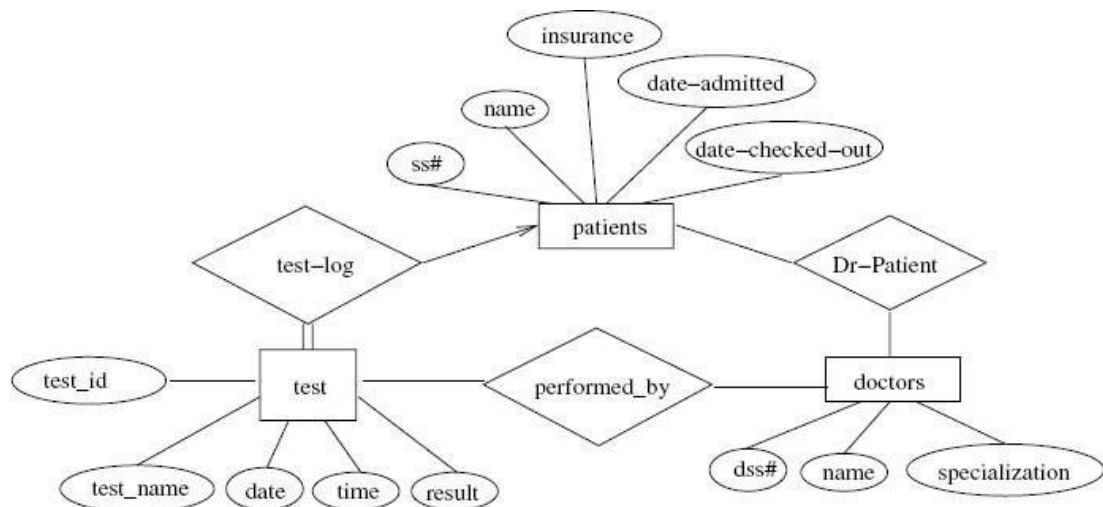 insurance
date-admitted
name
date-checked-out
ss#
patients
test-log
Dr-Patient
test_id
test
performed_by
doctors
test_name
date
time
result
dss#
name
specialization